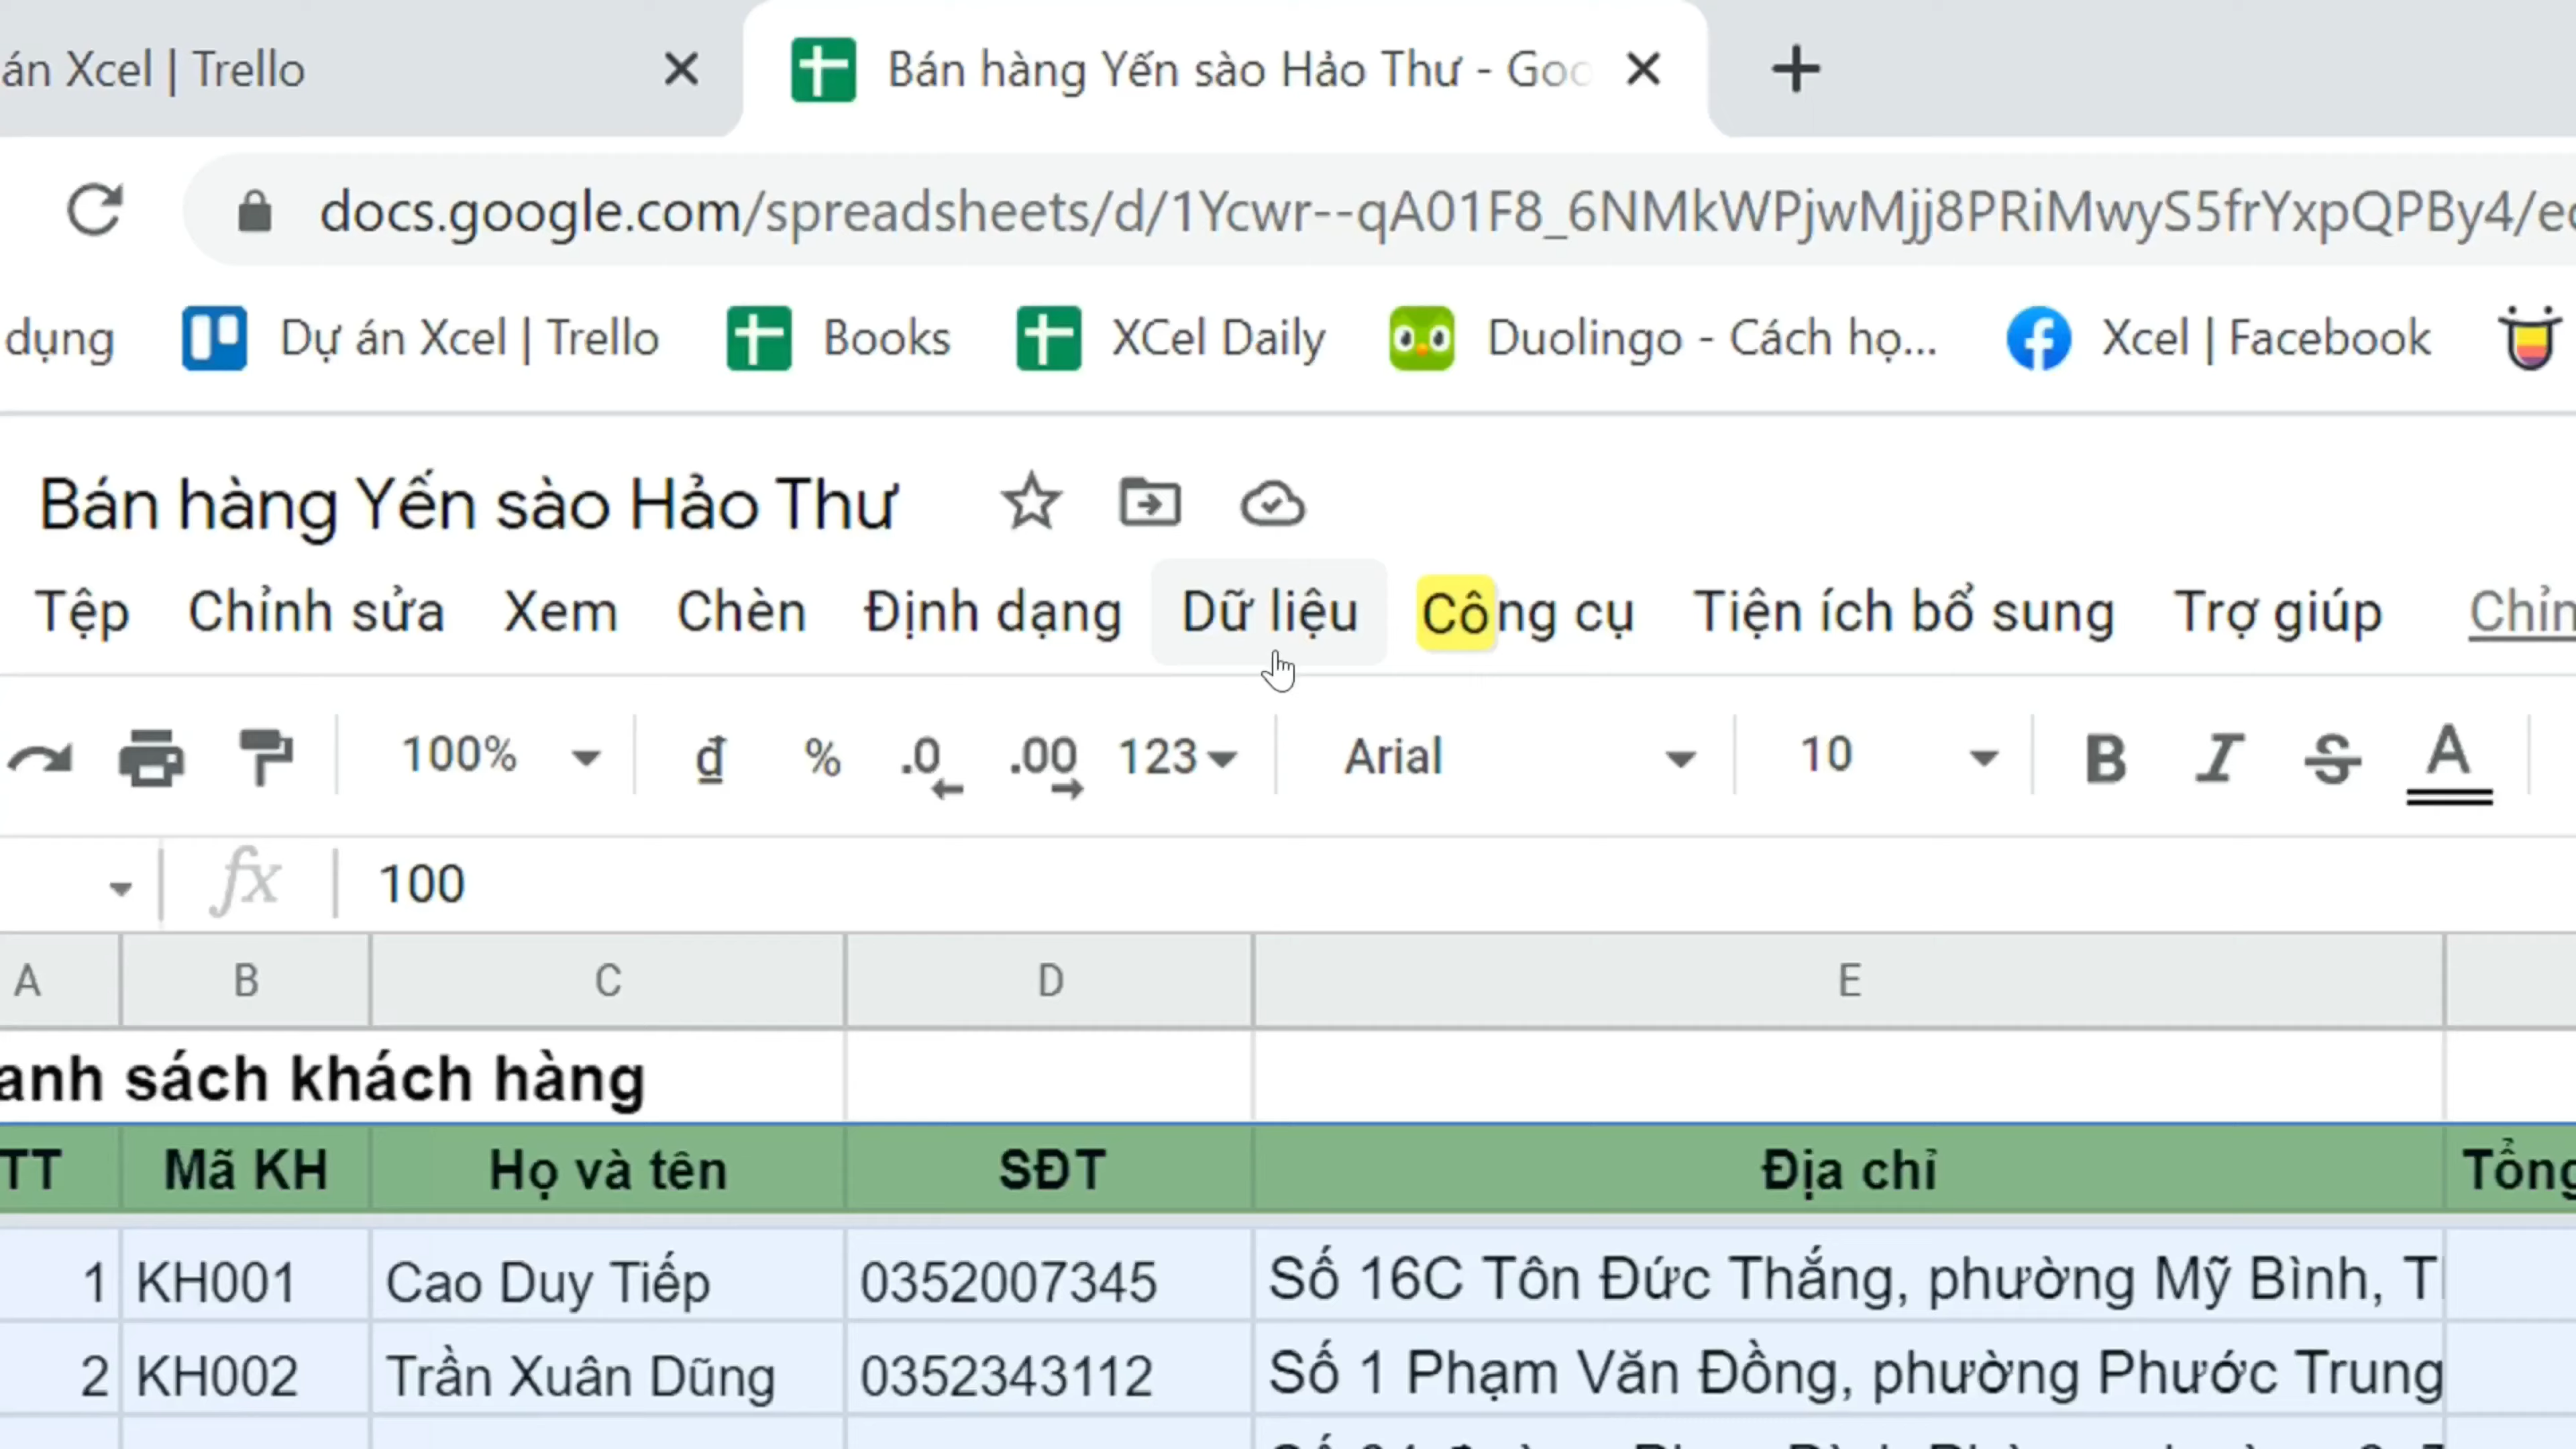 án Xcel | Trello
Bán hàng Yến sào Hảo Thư - Goo
docs.google.com/spreadsheets/d/1Ycwr--qA01F8_6NMkWPjwMjj8PRiMwyS5frYxpQPBy4/ed
dụng Dự án Xcel | Trello Books XCel Daily Duolingo - Cách họ... Xcel | Facebook
Bán hàng Yến sào Hảo Thư
Tệp Chỉnh sửa Xem Chèn Định dạng Dữ liệu Công cụ Tiện ích bổ sung Trợ giúp Chỉn
100% đ % .0 .00 123 Arial 10 B I S A
fx 100
A B C D E
anh sách khách hàng
TT Mã KH Họ và tên SĐT Địa chỉ Tổng
1 KH001 Cao Duy Tiếp 0352007345 Số 16C Tôn Đức Thắng, phường Mỹ Bình, T
2 KH002 Trần Xuân Dũng 0352343112 Số 1 Phạm Văn Đồng, phường Phước Trung